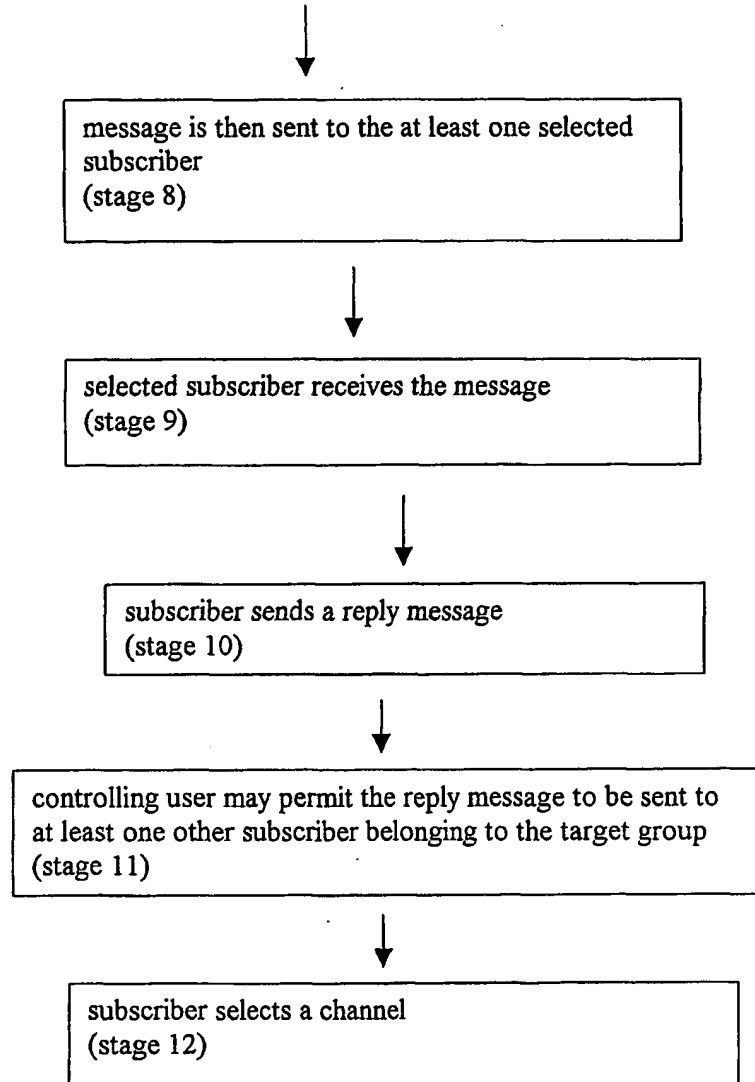 message is then sent to the at least one selected
subscriber
(stage 8)
selected subscriber receives the message
(stage 9)
subscriber sends a reply message
(stage 10)
controlling user may permit the reply message to be sent to
at least one other subscriber belonging to the target group
(stage 11)
subscriber selects a channel
(stage 12)